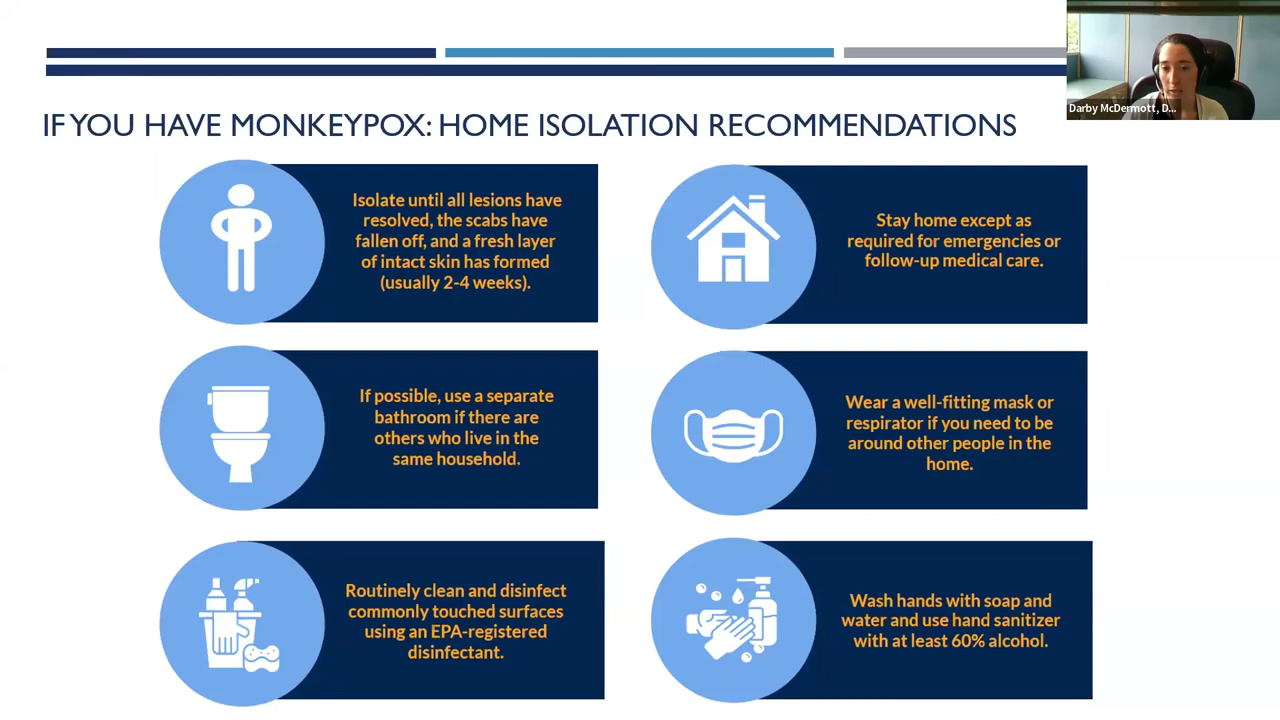 Darby McDermott, D...
IF YOU HAVE MONKEYPOX: HOME ISOLATION RECOMMENDATIONS
Isolate until all lesions have
resolved, the scabs have
fallen off, and a fresh layer
of intact skin has formed
(usually 2-4 weeks).
Stay home except as
required for emergencies or
follow-up medical care.
If possible, use a separate
bathroom if there are
others who live in the
same household.
Wear a well-fitting mask or
respirator if you need to be
around other people in the
home.
Routinely clean and disinfect
commonly touched surfaces
using an EPA-registered
disinfectant.
Wash hands with soap and
water and use hand sanitizer
with at least 60% alcohol.